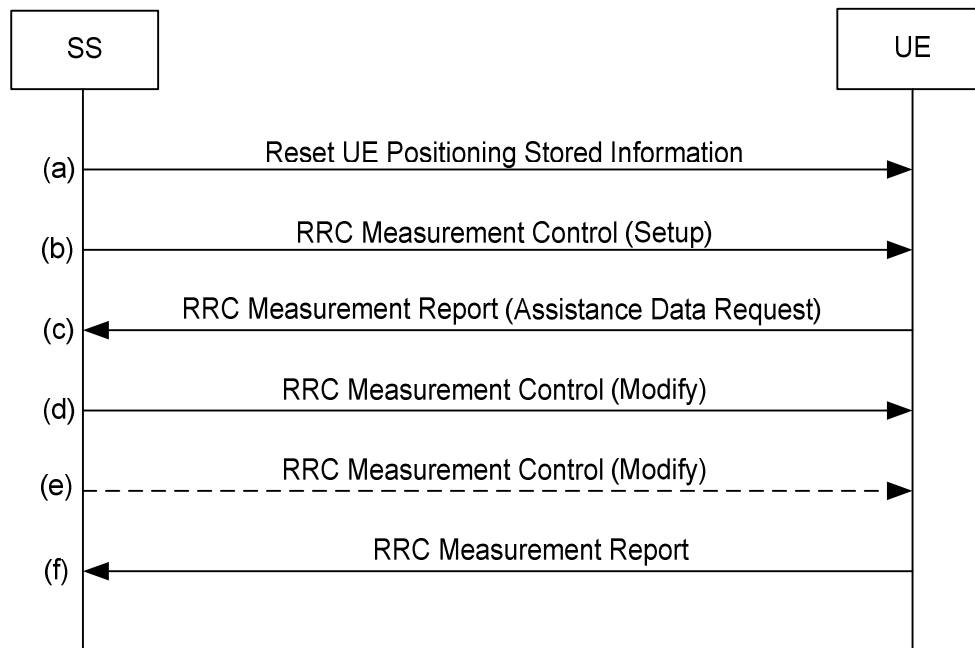 SS
UE
(a)
Reset UE Positioning Stored Information
(b)
RRC Measurement Control (Setup)
(c)
RRC Measurement Report (Assistance Data Request)
(d)
RRC Measurement Control (Modify)
(e)
RRC Measurement Control (Modify)
(f)
RRC Measurement Report